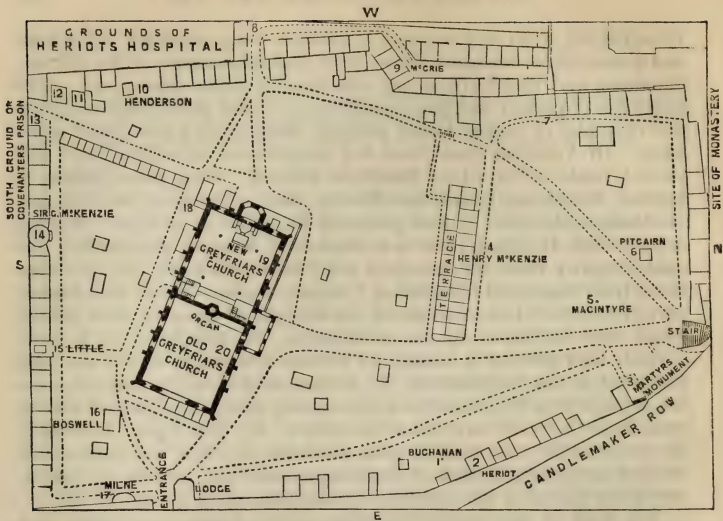 W
GROUNDS OF
HERIOTS HOSPITAL
8
9 McCRIE
12
11
10
HENDERSON
7
13
SOUTH GROUND OR
COVENANTERS PRISON
SITE OF MONASTERY
SIR G. McKENZIE
14
18
NEW 19
GREYFRIARS
CHURCH
TERRACE
4
HENRY McKENZIE
PITCAIRN
6
N
S
5.
MACINTYRE
ORGAN
STAIR
15 LITTLE
OLD 20
GREYFRIARS
CHURCH
3
MARTYRS
MONUMENT
16
BOSWELL
BUCHANAN
1
2
HERIOT
CANDLEMAKER ROW
MILNE
17
ENTRANCE
LODGE
E